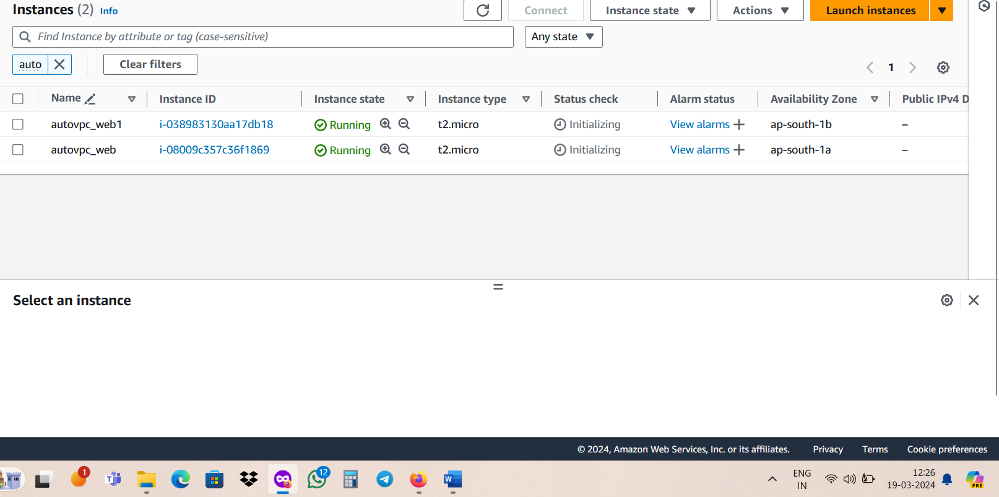 Instances (2) Info
Connect
Instance state
Actions
Launch instances
Find Instance by attribute or tag (case-sensitive)
Any state
auto
Clear filters
1
Name Instance ID Instance state Instance type Status check Alarm status Availability Zone Public IPv4 D
autovpc_web1 i-038983130aa17db18 Running t2.micro Initializing View alarms + ap-south-1b –
autovpc_web i-08009c357c36f1869 Running t2.micro Initializing View alarms + ap-south-1a –
Select an instance
© 2024, Amazon Web Services, Inc. or its affiliates. Privacy Terms Cookie preferences
1
T
12
W
ENG
IN
12:26
19-03-2024
PRE